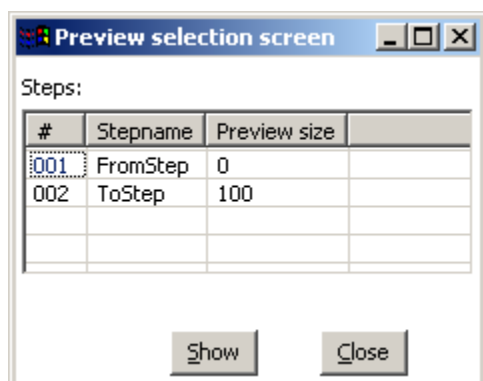 Preview selection screen
Steps:
# Stepname Preview size
001 FromStep 0
002 ToStep 100
Show Close